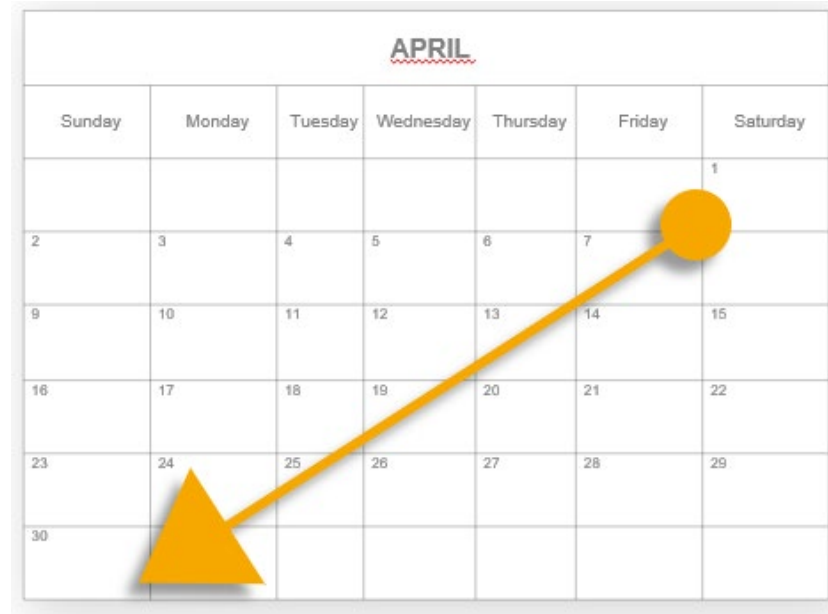 APRIL
Sunday Monday Tuesday Wednesday Thursday Friday Saturday
1
2 3 4 5 6 7
9 10 11 12 13 14 15
16 17 18 19 20 21 22
23 24 25 26 27 28 29
30